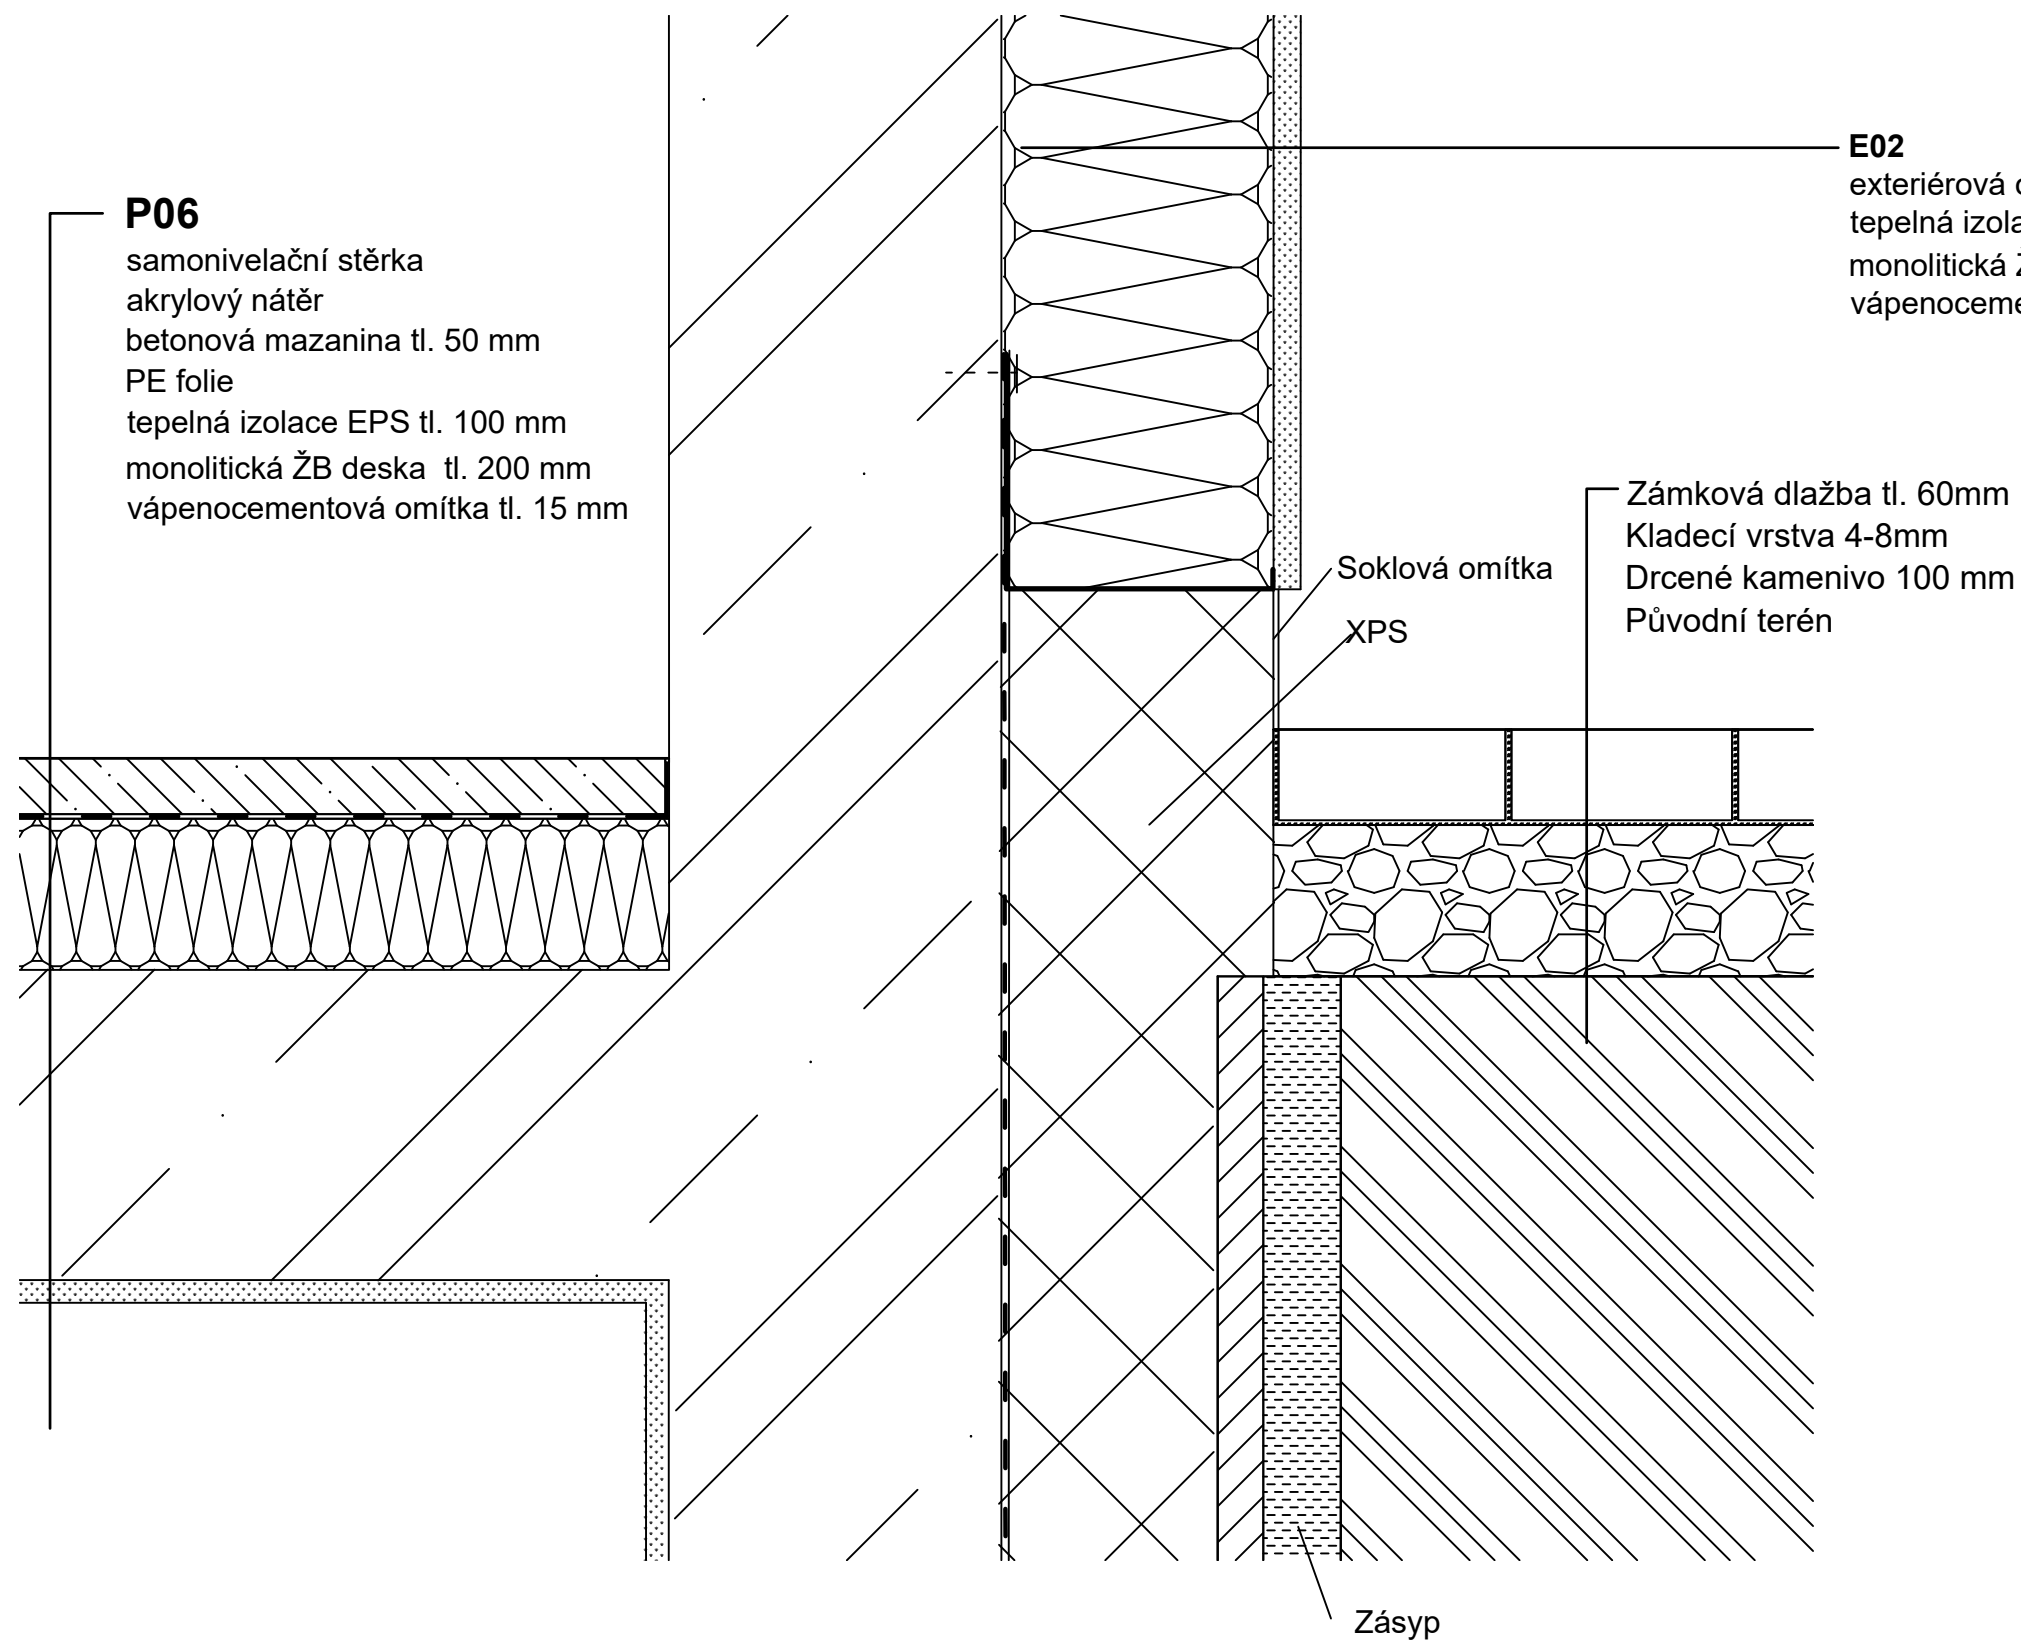 P06
samonivelační stěrka
akrylový nátěr
betonová mazanina tl. 50 mm
PE folie
tepelná izolace EPS tl. 100 mm
monolitická ŽB deska tl. 200 mm
vápenocementová omítka tl. 15 mm
E02
exteriérová
tepelná
monolitická
Zámková dlažba tl. 60mm
Kladecí vrstva 4-8mm
Drcené kamenivo 100 mm
Původní terén
Soklová omítka
XPS
Zásyp